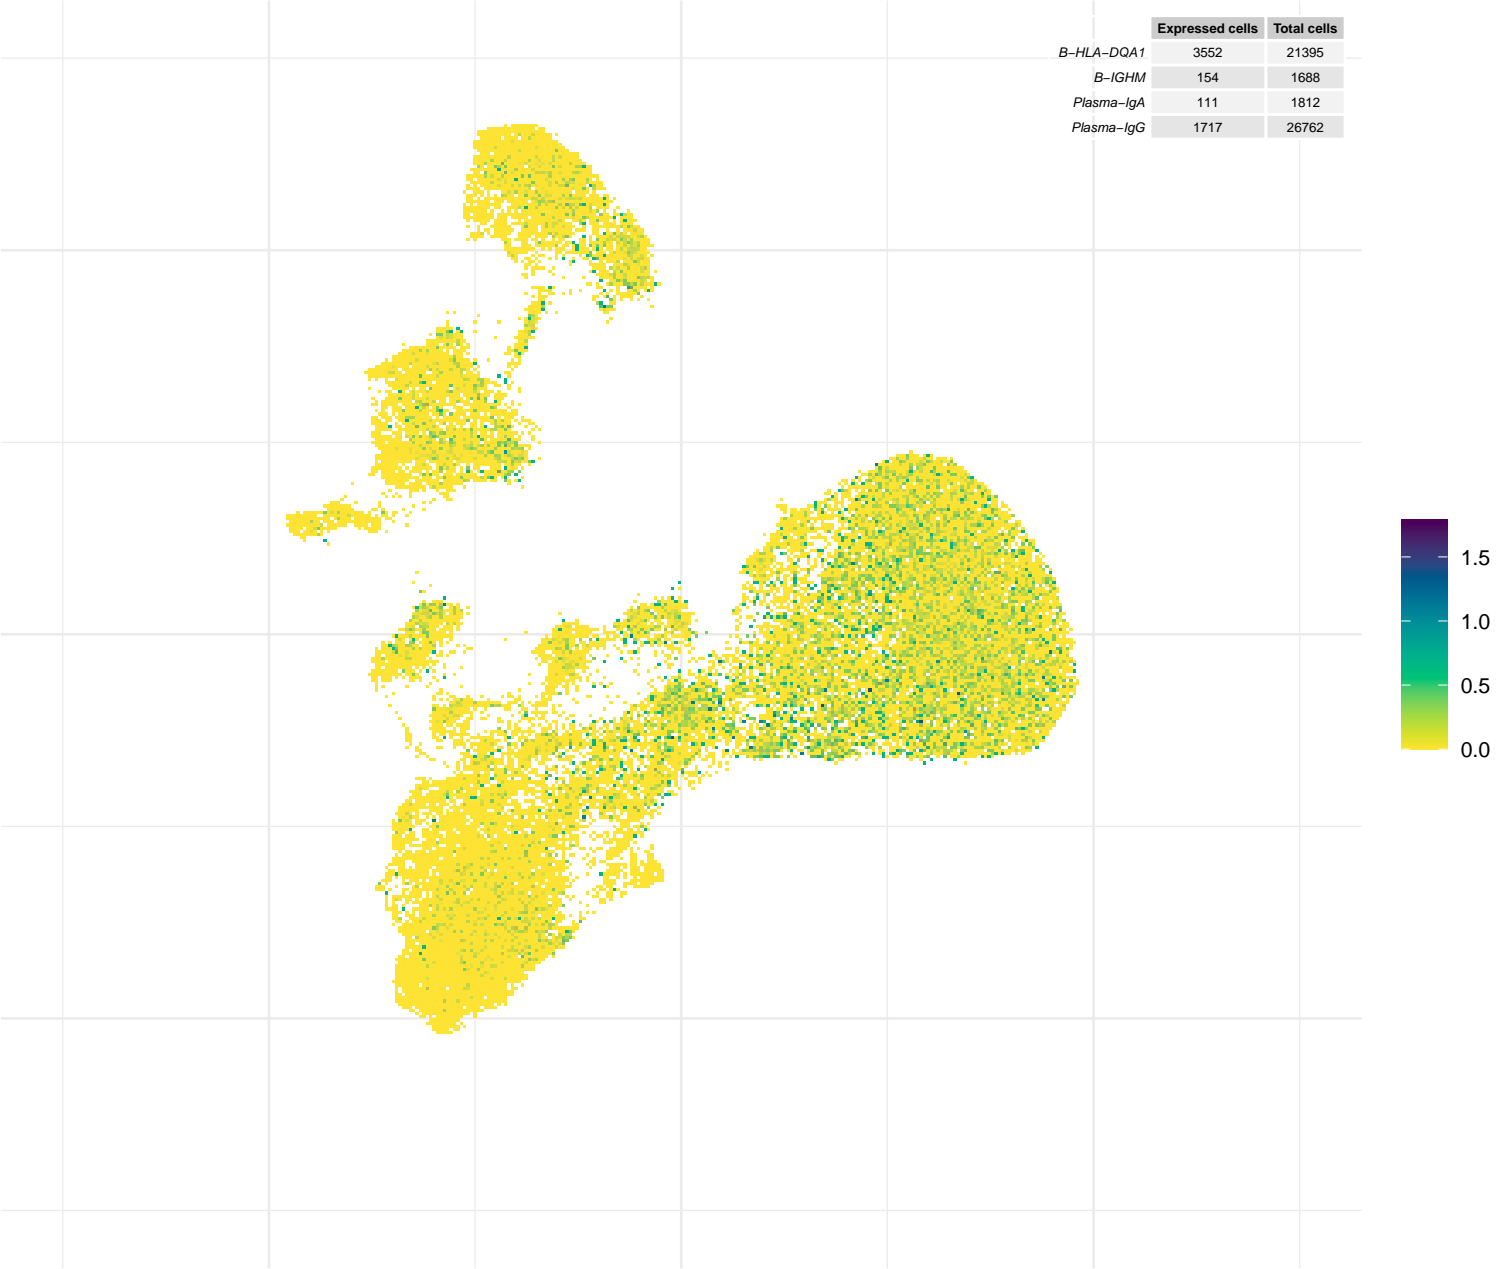 Expressed cells Total cells
B−HLA−DQA1 3552 21395
B−IGHM 154 1688
Plasma−IgA 111 1812
Plasma−IgG 1717 26762
1.5
1.0
0.5
0.0